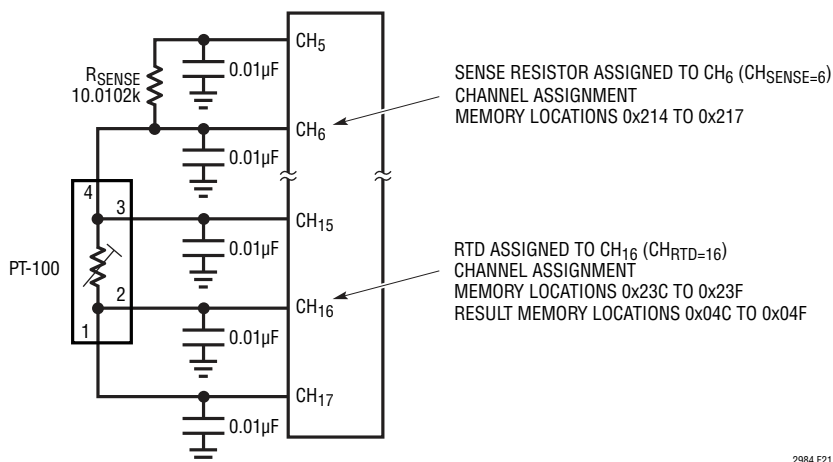 CH5
0.01µF
RSENSE
10.0102k
SENSE RESISTOR ASSIGNED TO CH6 (CHSENSE=6)
CHANNEL ASSIGNMENT
MEMORY LOCATIONS 0x214 TO 0x217
CH6
0.01µF
4
3
CH15
0.01µF
PT-100
2
1
CH16
0.01µF
RTD ASSIGNED TO CH16 (CHRTD=16)
CHANNEL ASSIGNMENT
MEMORY LOCATIONS 0x23C TO 0x23F
RESULT MEMORY LOCATIONS 0x04C TO 0x04F
CH17
0.01µF
2984 F21